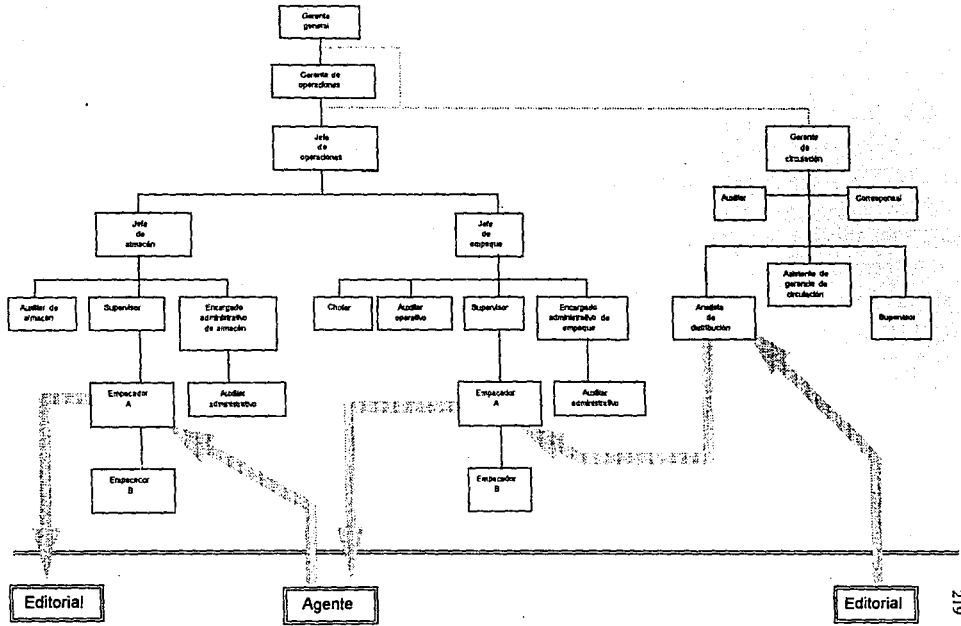 Gerente
general
Gerente de
operaciones
Jefe
de
operaciones
Gerente
de
circulación
Auxiliar
Corresponsal
Jefe
de
almacén
Jefe
de
empaque
Auxiliar de
almacén
Supervisor
Encargado
administrativo
de almacén
Chofer
Auxiliar
operativo
Supervisor
Encargado
administrativo de
empaque
Analista
de
distribución
Asistente de
gerencia de
circulación
Supervisor
Empacador
A
Auxiliar
administrativo
Empacador
A
Auxiliar
administrativo
Empacador
B
Empacador
B
Editorial
Agente
Editorial
219